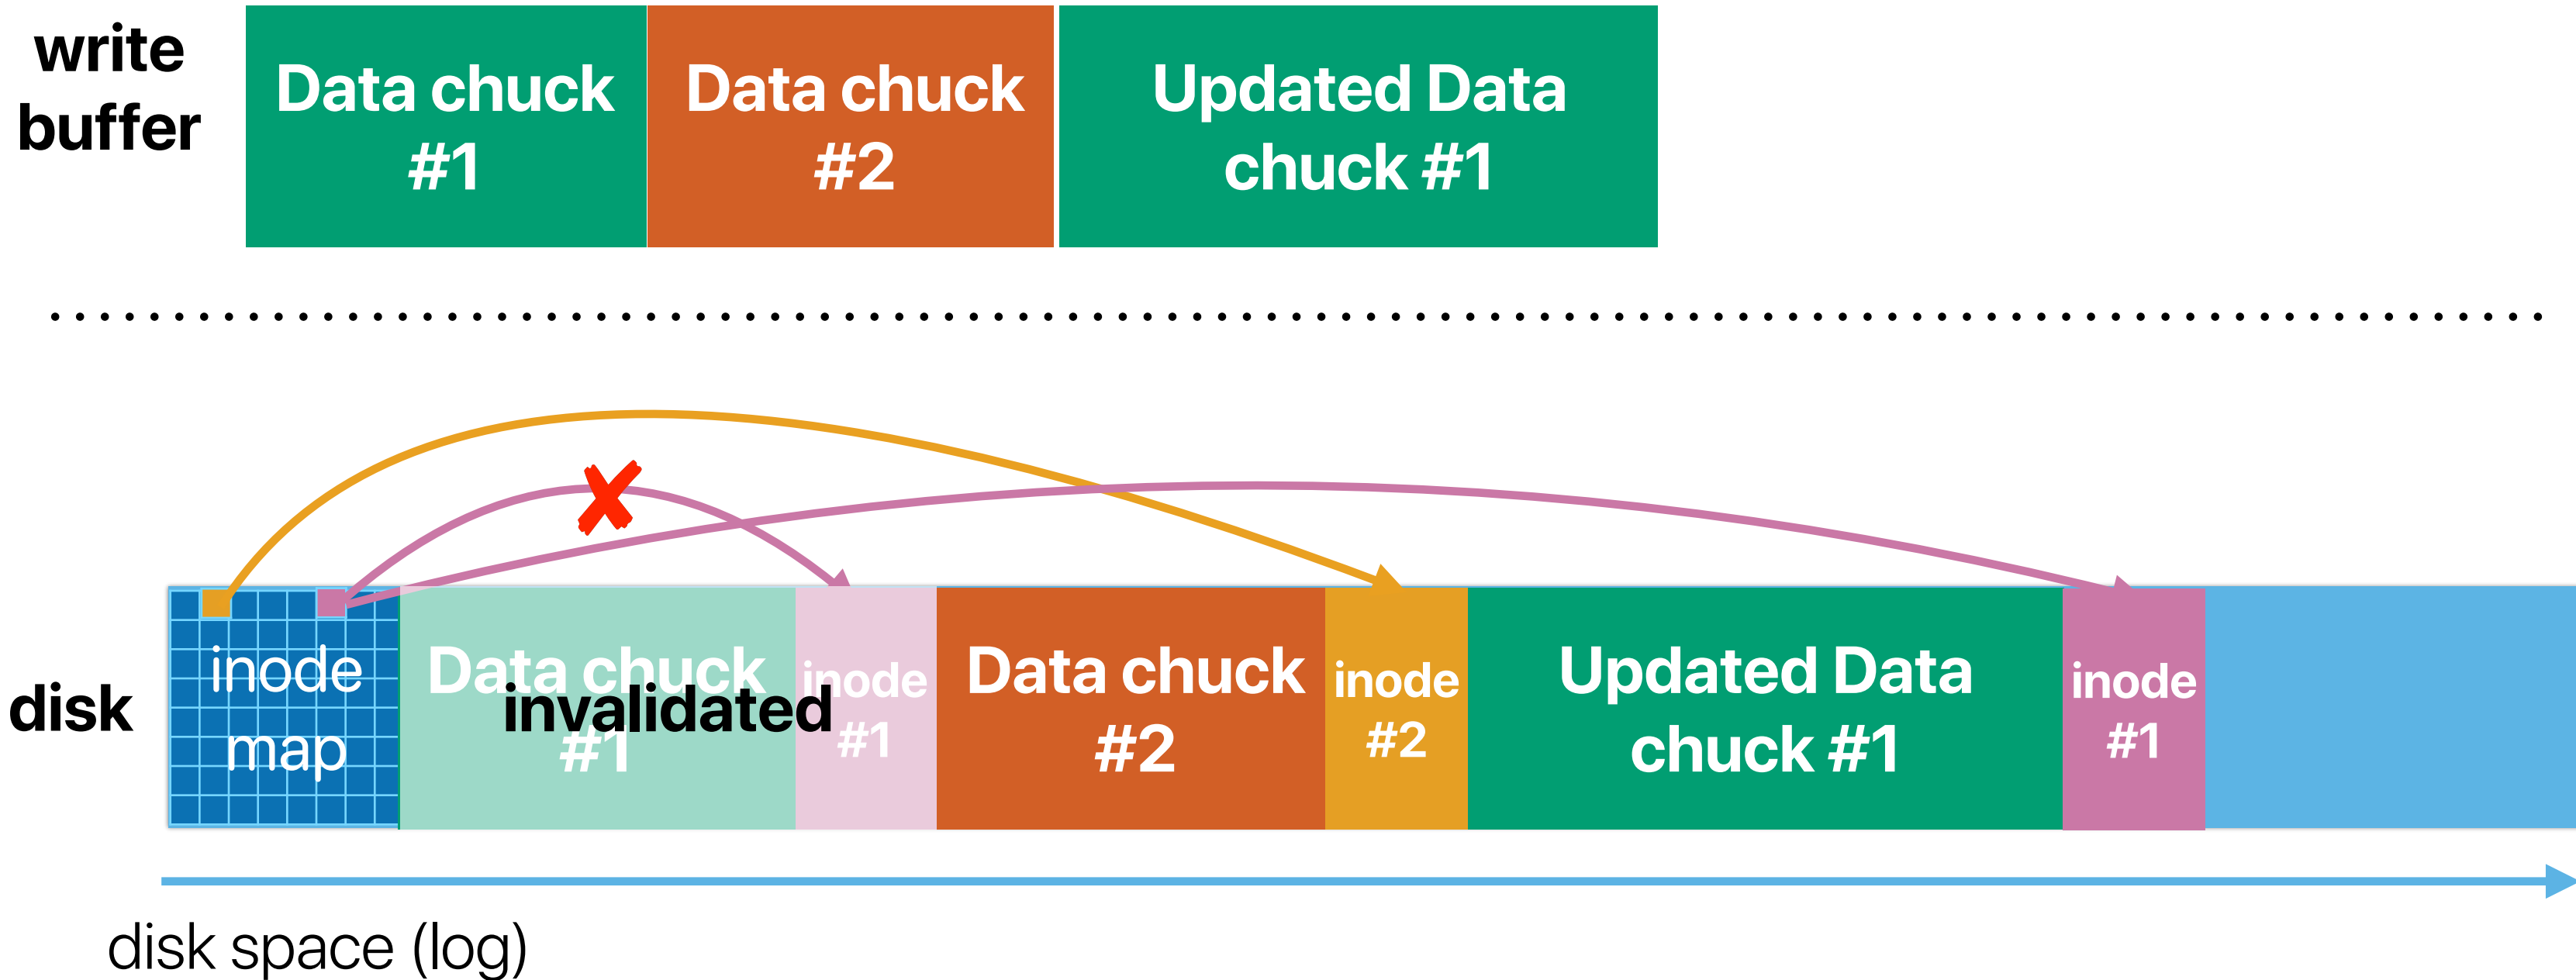 write
buffer
Data chuck
#1
Data chuck
#2
Updated Data
chuck #1
disk
inode
map
Data chuck
#1
invalidated
inode
#1
Data chuck
#2
inode
#2
Updated Data
chuck #1
inode
#1
disk space (log)